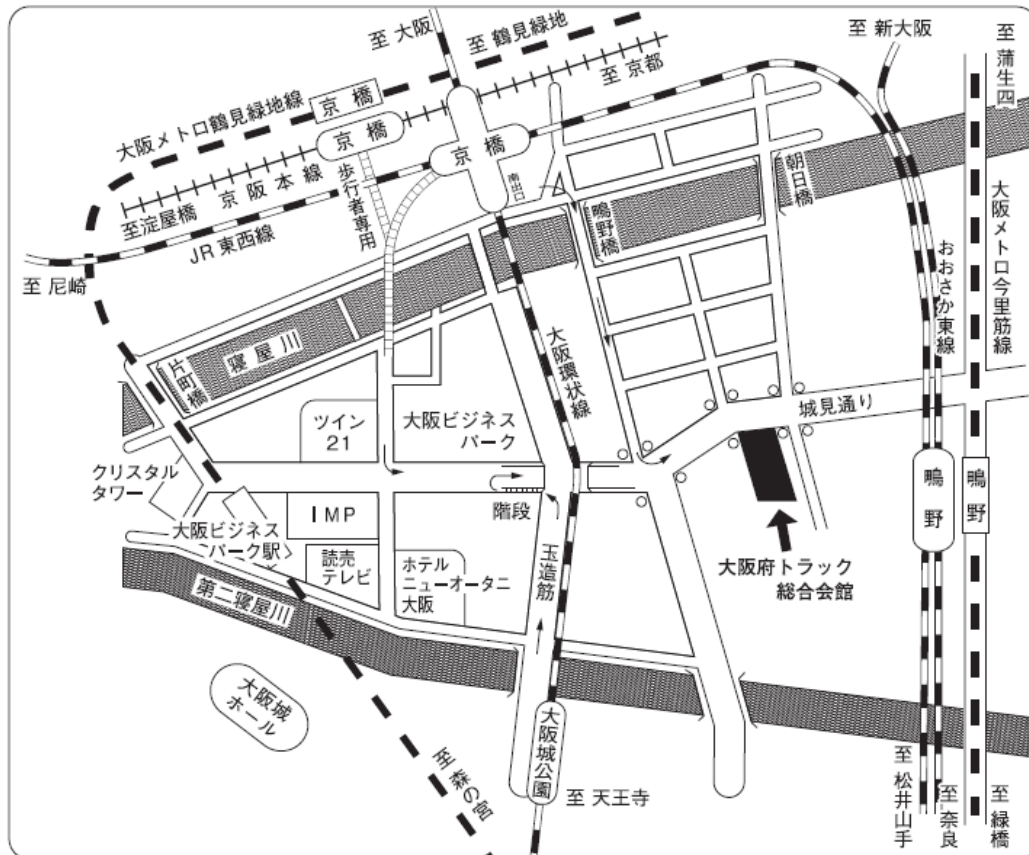 至 大阪
至 鶴見緑地
至 京都
至 新大阪
至 蒲生四
大阪メトロ鶴見緑地線
京橋
京橋
京橋
京阪本線
至淀屋橋
JR東西線
至 尼崎
歩行者専用
南出口
鴫野橋
朝日橋
おおさか東線
大阪メトロ今里筋線
寝屋川
片町橋
大阪環状線
城見通り
ツイン
21
大阪ビジネス
パーク
クリスタル
タワー
大阪ビジネス
パーク駅
IMP
階段
読売
テレビ
ホテル
ニューオータニ
大阪
玉造筋
大阪府トラック
総合会館
鴫野
鴫野
第二寝屋川
大阪城
ホール
大阪城公園
至 森の宮
至 天王寺
至 松井山手
至 奈良
至 緑橋